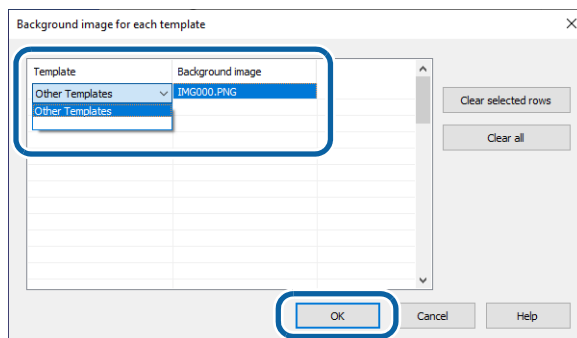 Background image for each template
Template Background image
Other Templates IMG000.PNG
Other Templates
Clear selected rows
Clear all
OK Cancel Help